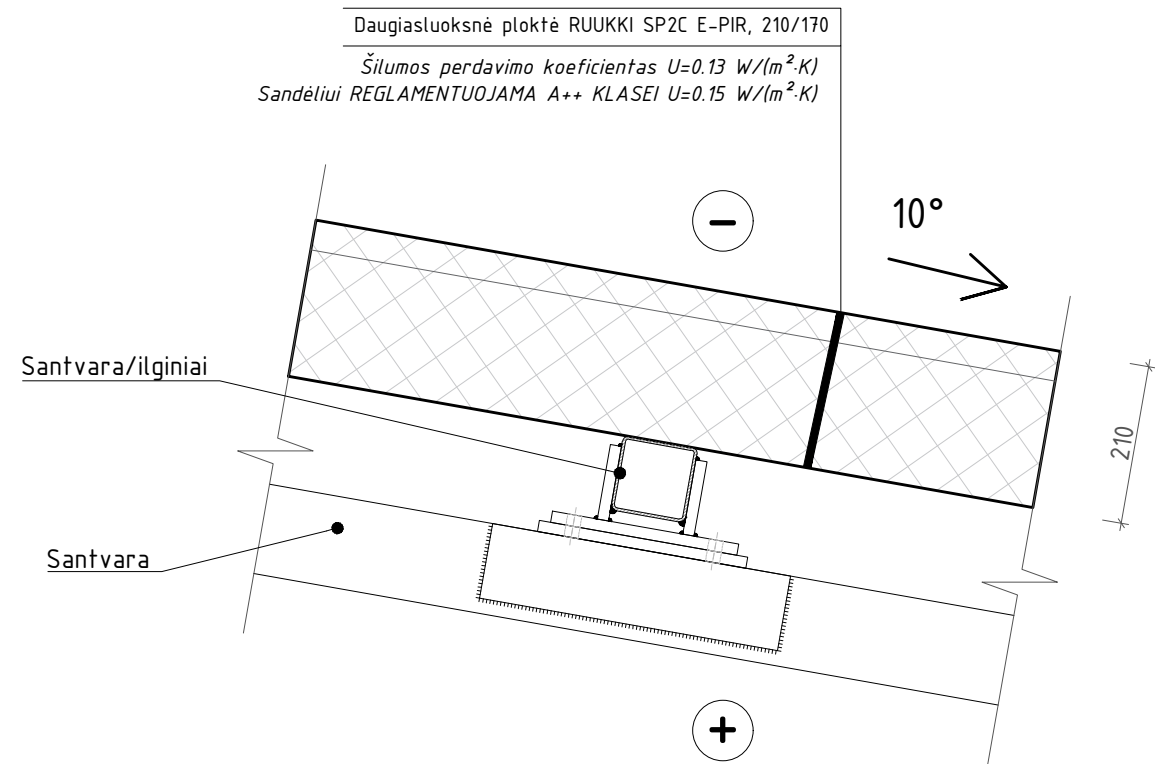 Daugiasluoksnė ploktė RUUKKI SP2C E-PIR, 210/170
Šilumos perdavimo koeficientas U=0.13 W/(m²·K)
Sandėliui REGLAMENTUOJAMA A++ KLASEI U=0.15 W/(m²·K)
−
10°
Santvara/ilginiai
210
Santvara
+